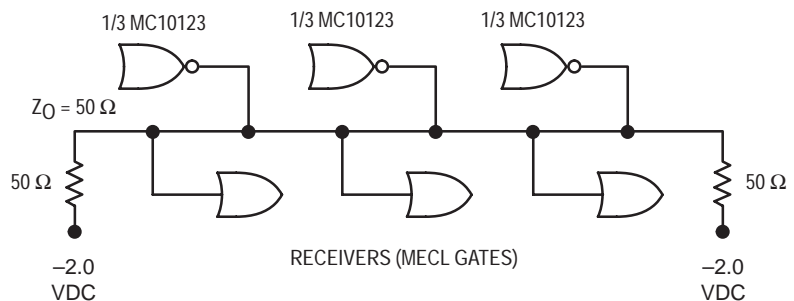 1/3 MC10123
1/3 MC10123
1/3 MC10123
ZO = 50 Ω
50 Ω
50 Ω
–2.0
VDC
RECEIVERS (MECL GATES)
–2.0
VDC